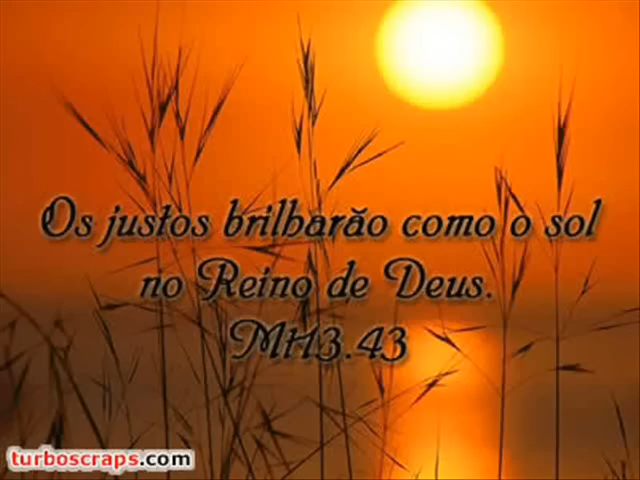 Os justos brilharão como o sol
no Reino de Deus.
Mt13.43
turboscraps.com